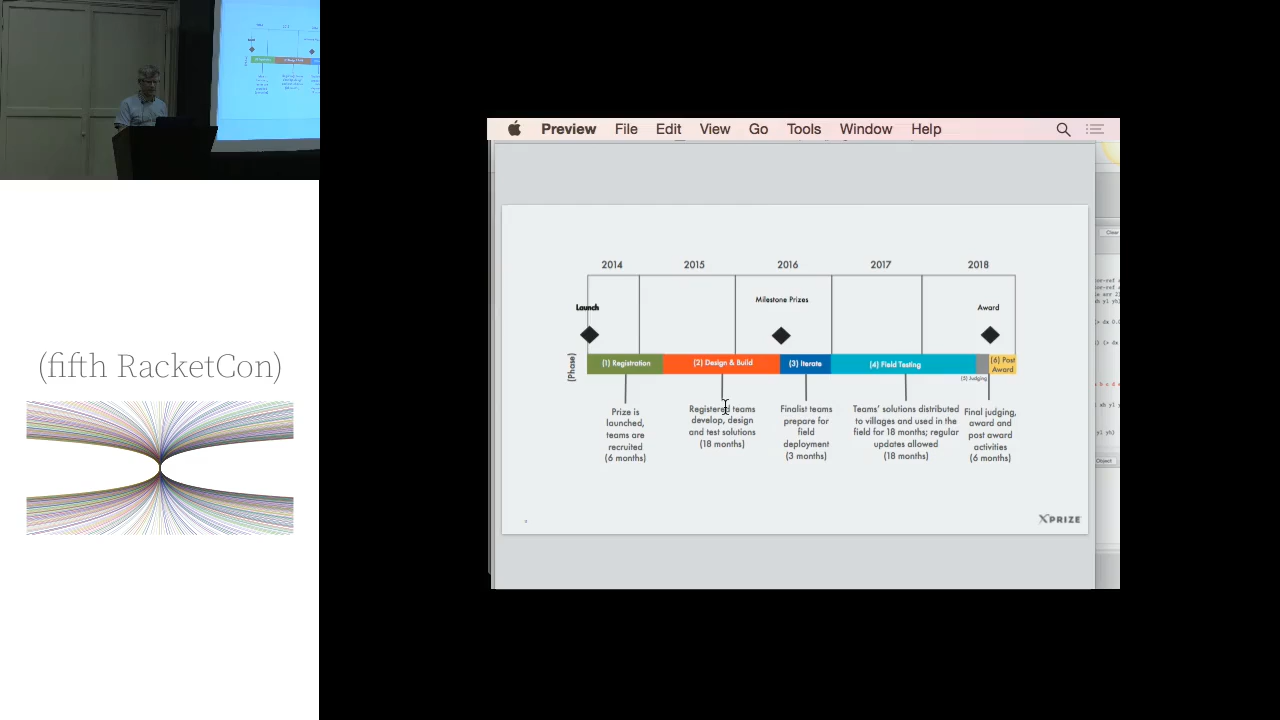 Preview File Edit View Go Tools Window Help
(fifth RacketCon)
2014 2015 2016 2017 2018
Launch
Milestone Prizes
Award
(Phase)
(1) Registration
(2) Design & Build
(3) Iterate
(4) Field Testing
(5) Judging
(6) Post
Award
Prize is
launched,
teams are
recruited
(6 months)
Registered teams
develop, design
and test solutions
(18 months)
Finalist teams
prepare for
field
deployment
(3 months)
Teams' solutions distributed
to villages and used in the
field for 18 months; regular
updates allowed
(18 months)
Final judging,
award and
post award
activities
(6 months)
XPRIZE
Clear
Object